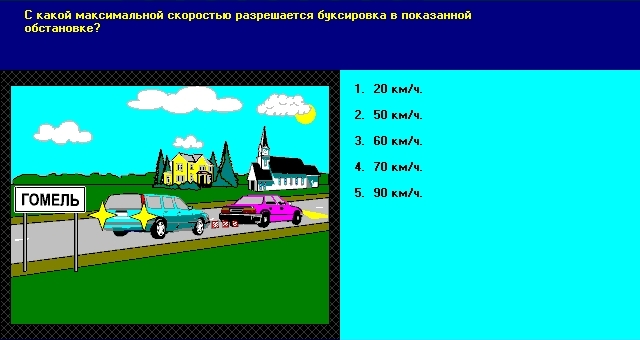 С какой максимальной скоростью разрешается буксировка в показанной
обстановке?
ГОМЕЛЬ
1. 20 км/ч.
2. 50 км/ч.
3. 60 км/ч.
4. 70 км/ч.
5. 90 км/ч.